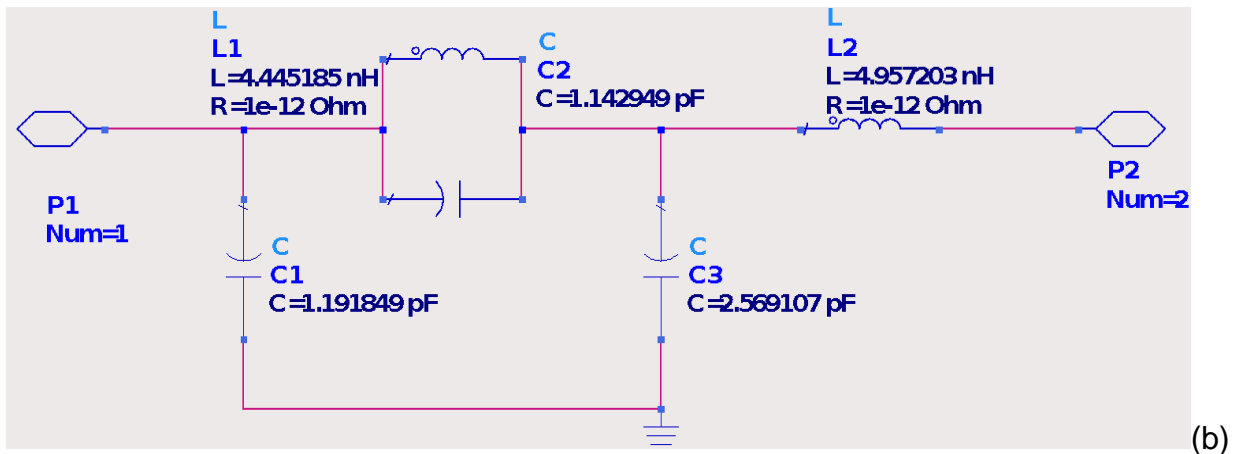 L
L1
L=4.445185 nH
R=1e-12 Ohm
C
C2
C=1.142949 pF
L
L2
L=4.957203 nH
R=1e-12 Ohm
P1
Num=1
P2
Num=2
C
C1
C=1.191849 pF
C
C3
C=2.569107 pF
(b)